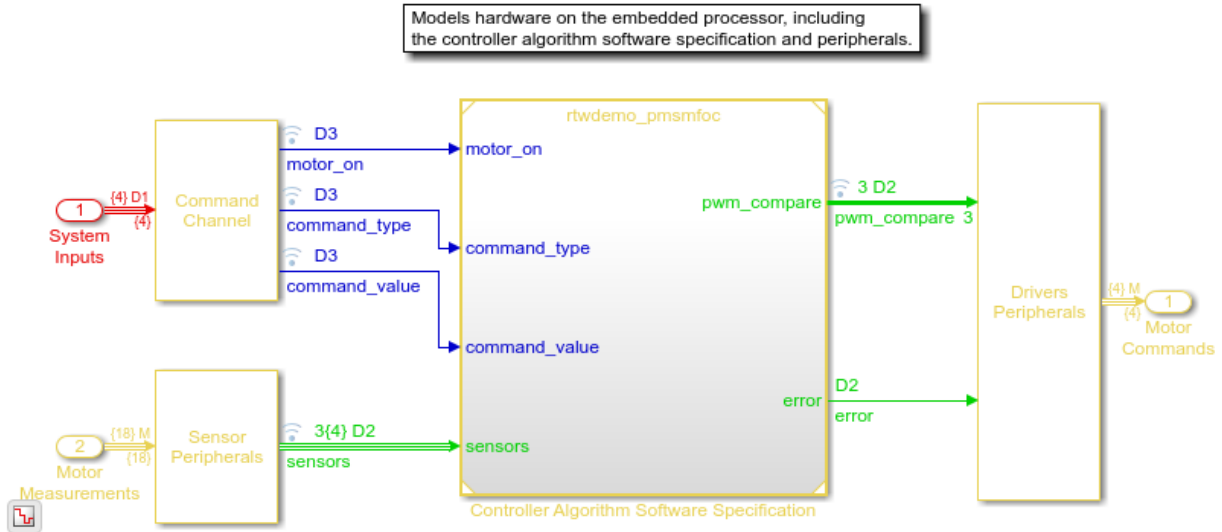 Models hardware on the embedded processor, including
the controller algorithm software specification and peripherals.
rtwdemo_pmsmfoc
D3
motor_on
motor_on
{4} D1
1
{4}
System
Inputs
Command
Channel
D3
command_type
command_type
D3
command_value
command_value
pwm_compare
3 D2
pwm_compare 3
Drivers
Peripherals
{4} M
1
{4}
Motor
Commands
error
D2
error
{18} M
2
{18}
Motor
Measurements
Sensor
Peripherals
3{4} D2
sensors
sensors
Controller Algorithm Software Specification